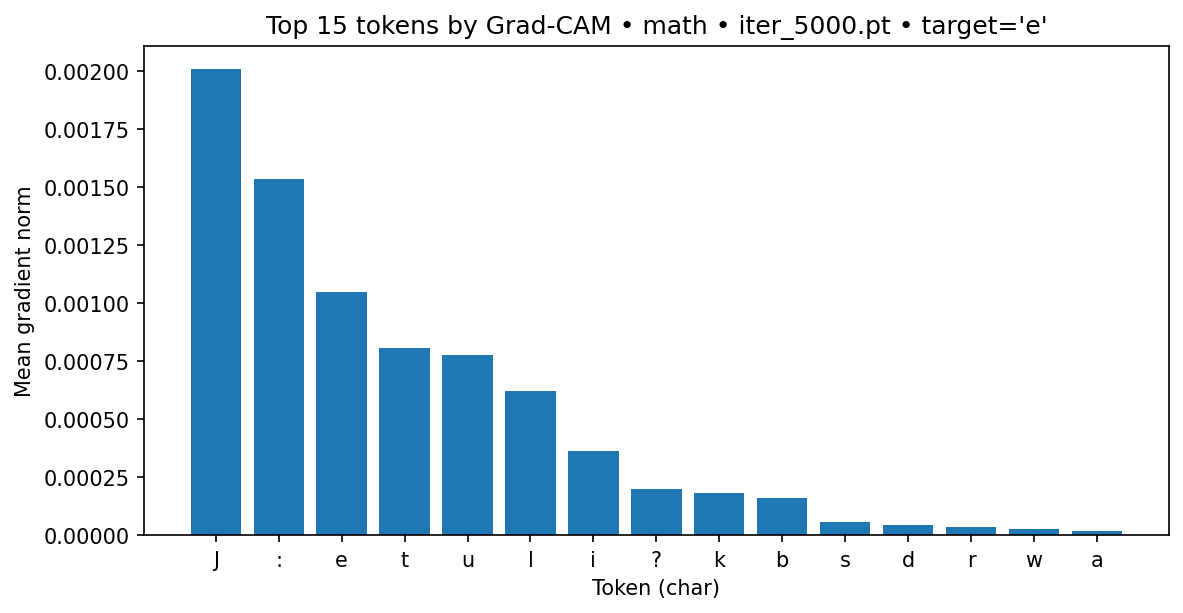 Top 15 tokens by Grad-CAM • math • iter_5000.pt • target='e'
Mean gradient norm
0.00200
0.00175
0.00150
0.00125
0.00100
0.00075
0.00050
0.00025
0.00000
J : e t u l i ? k b s d r w a
Token (char)